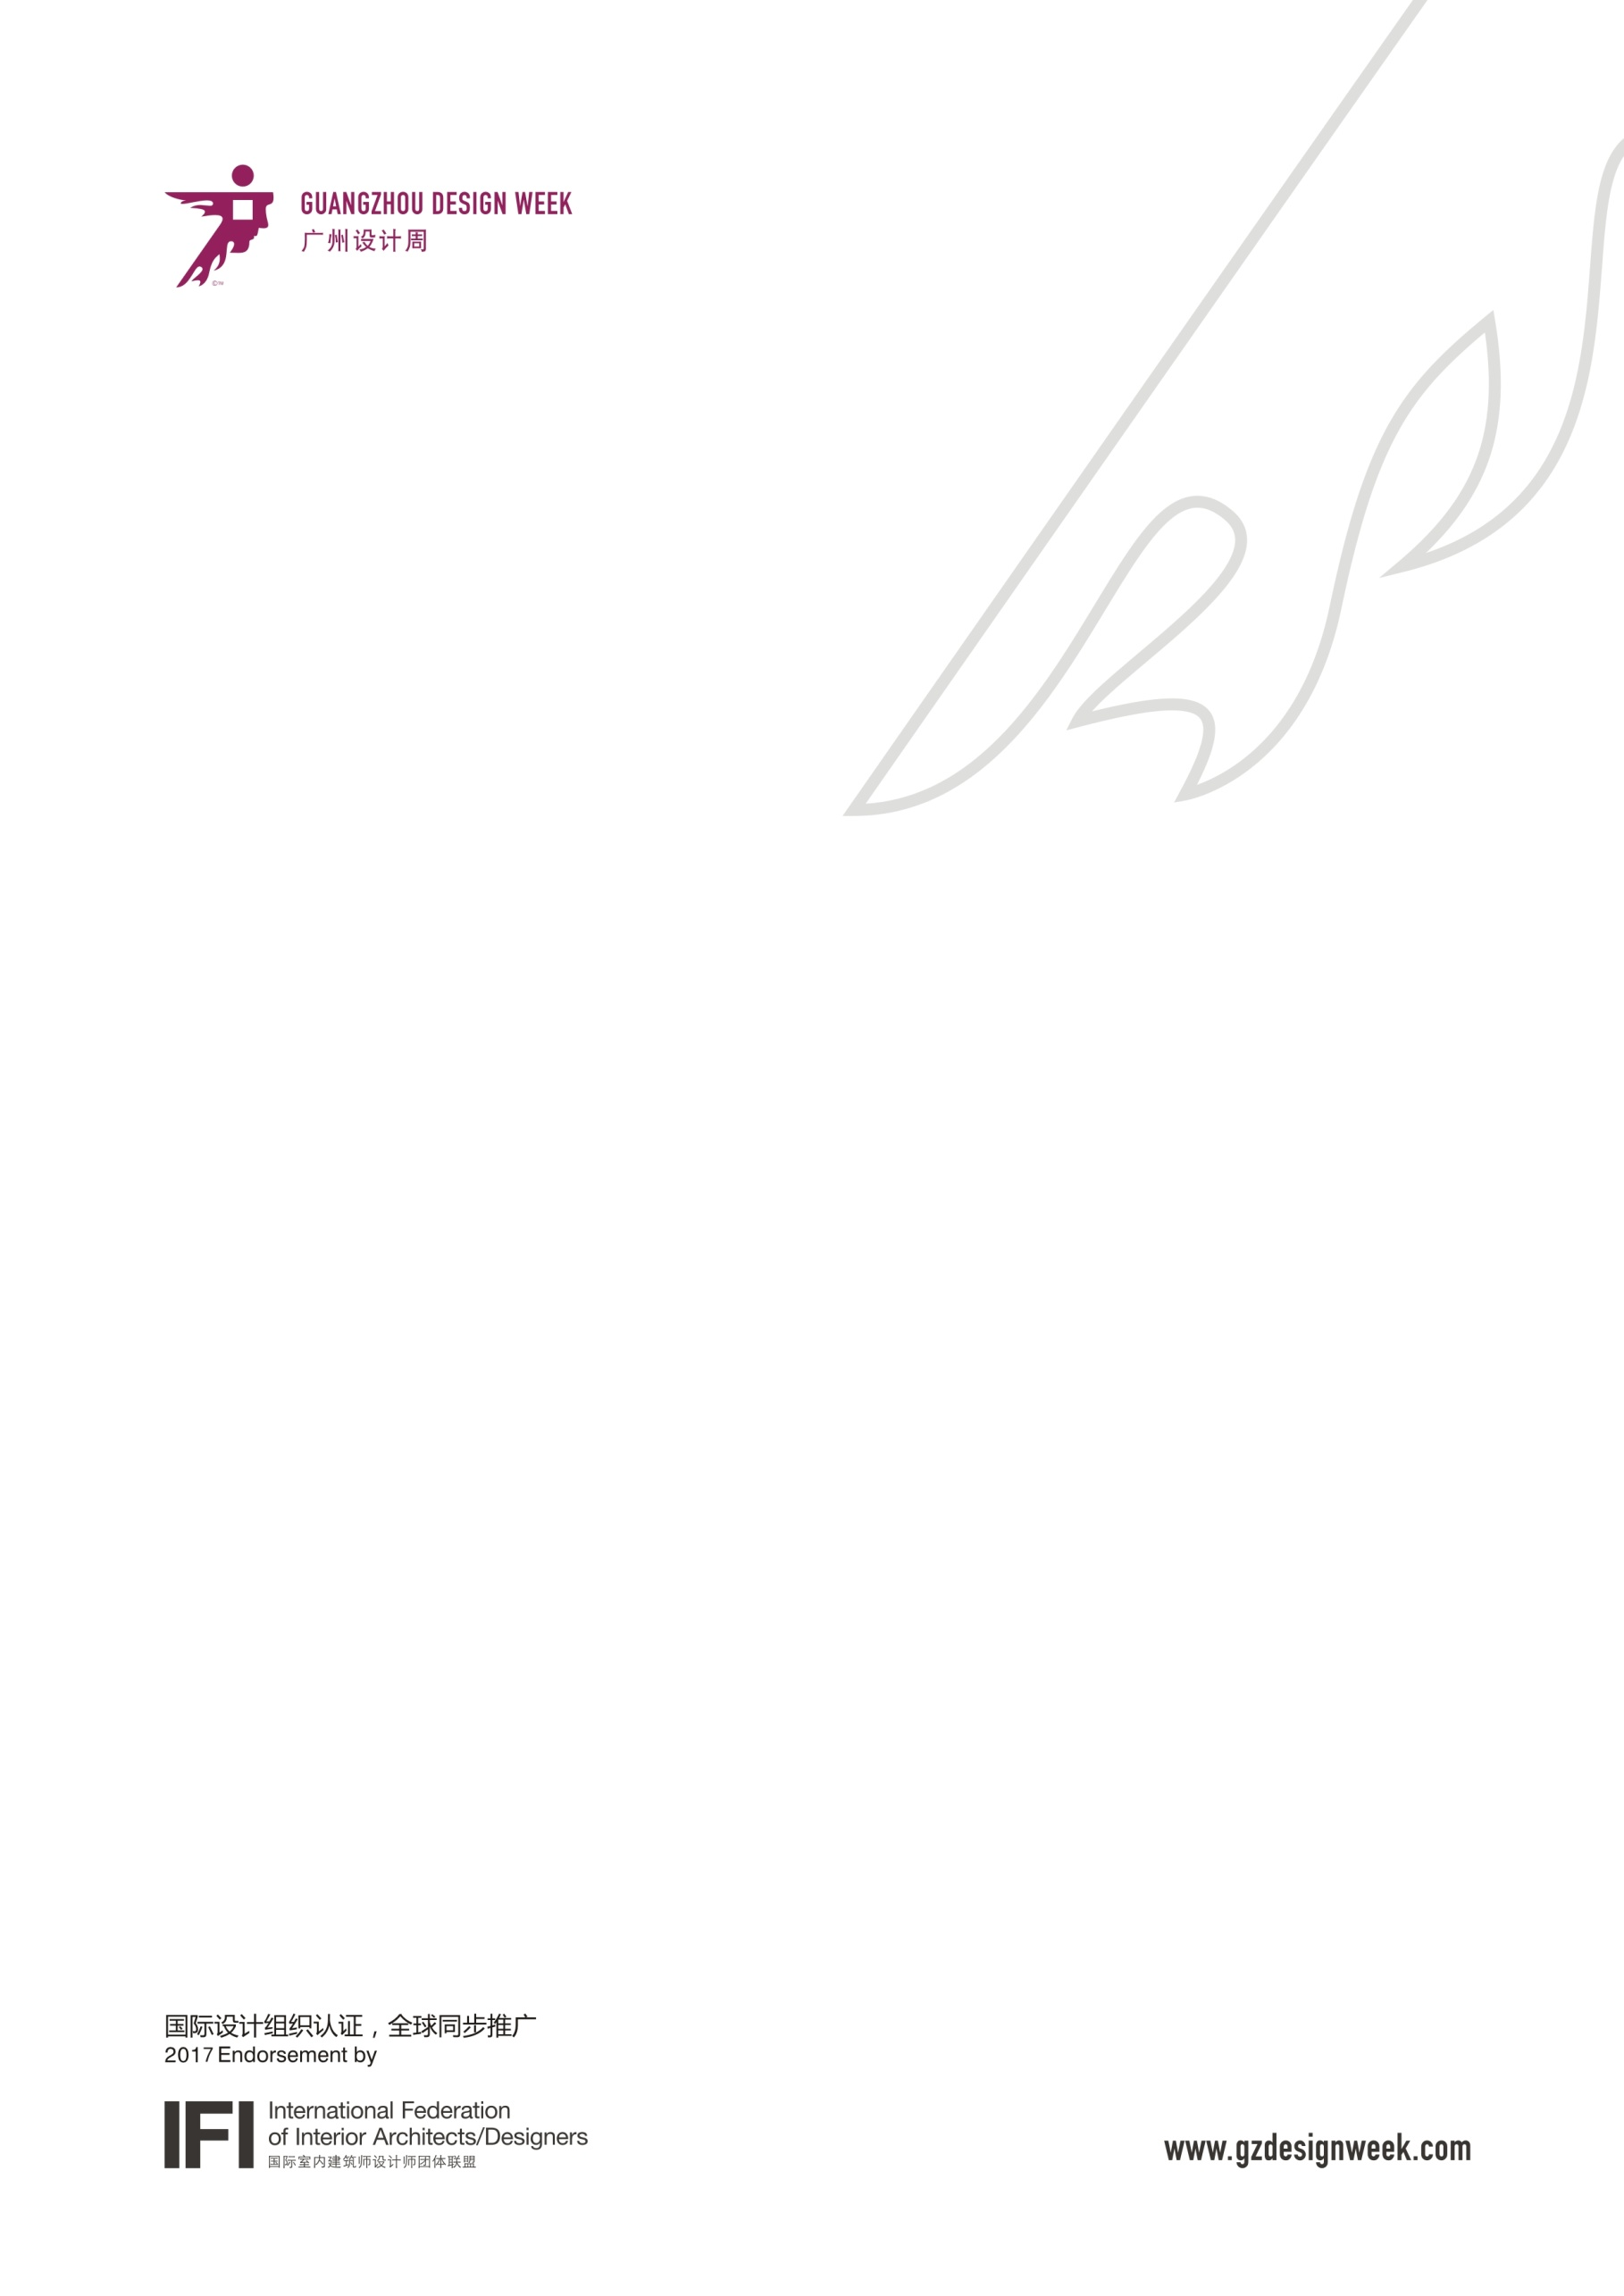 GUANGZHOU DESIGN WEEK
广州设计周
©™
国际设计组织认证，全球同步推广
2017 Endorsement by
IFI
International Federation
of Interior Architects/Designers
国际室内建筑师设计师团体联盟
www.gzdesignweek.com